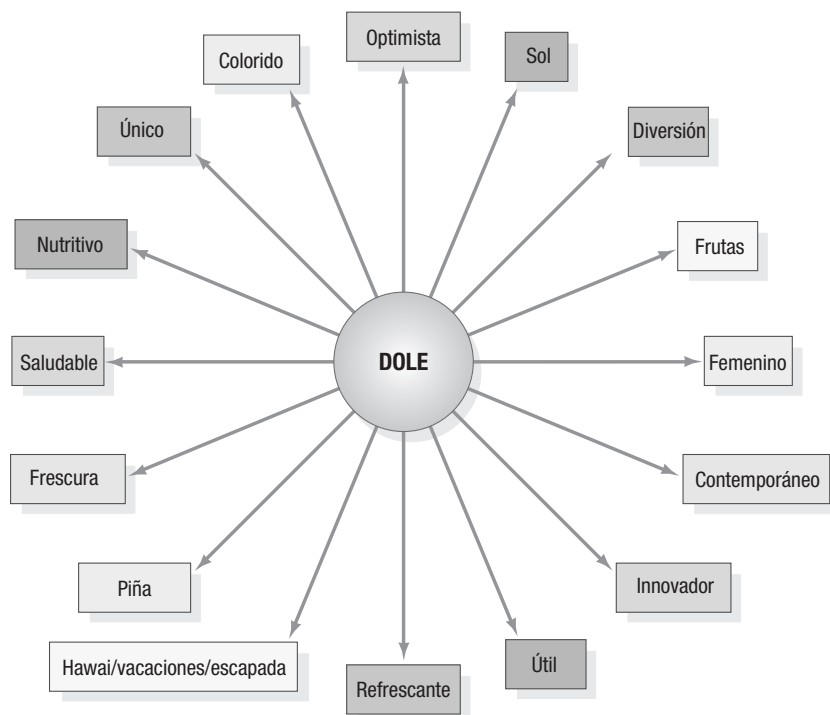 Optimista
Sol
Colorido
Único
Diversión
Nutritivo
Frutas
Saludable
DOLE
Femenino
Frescura
Contemporáneo
Piña
Innovador
Hawai/vacaciones/escapada
Útil
Refrescante